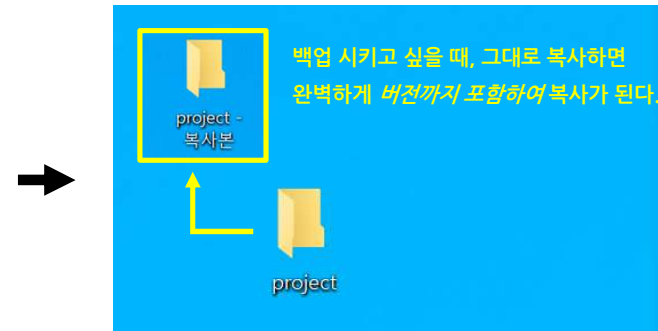 백업 시키고 싶을 때, 그대로 복사하면
완벽하게 버전까지 포함하여 복사가 된다.
project -
복사본
project